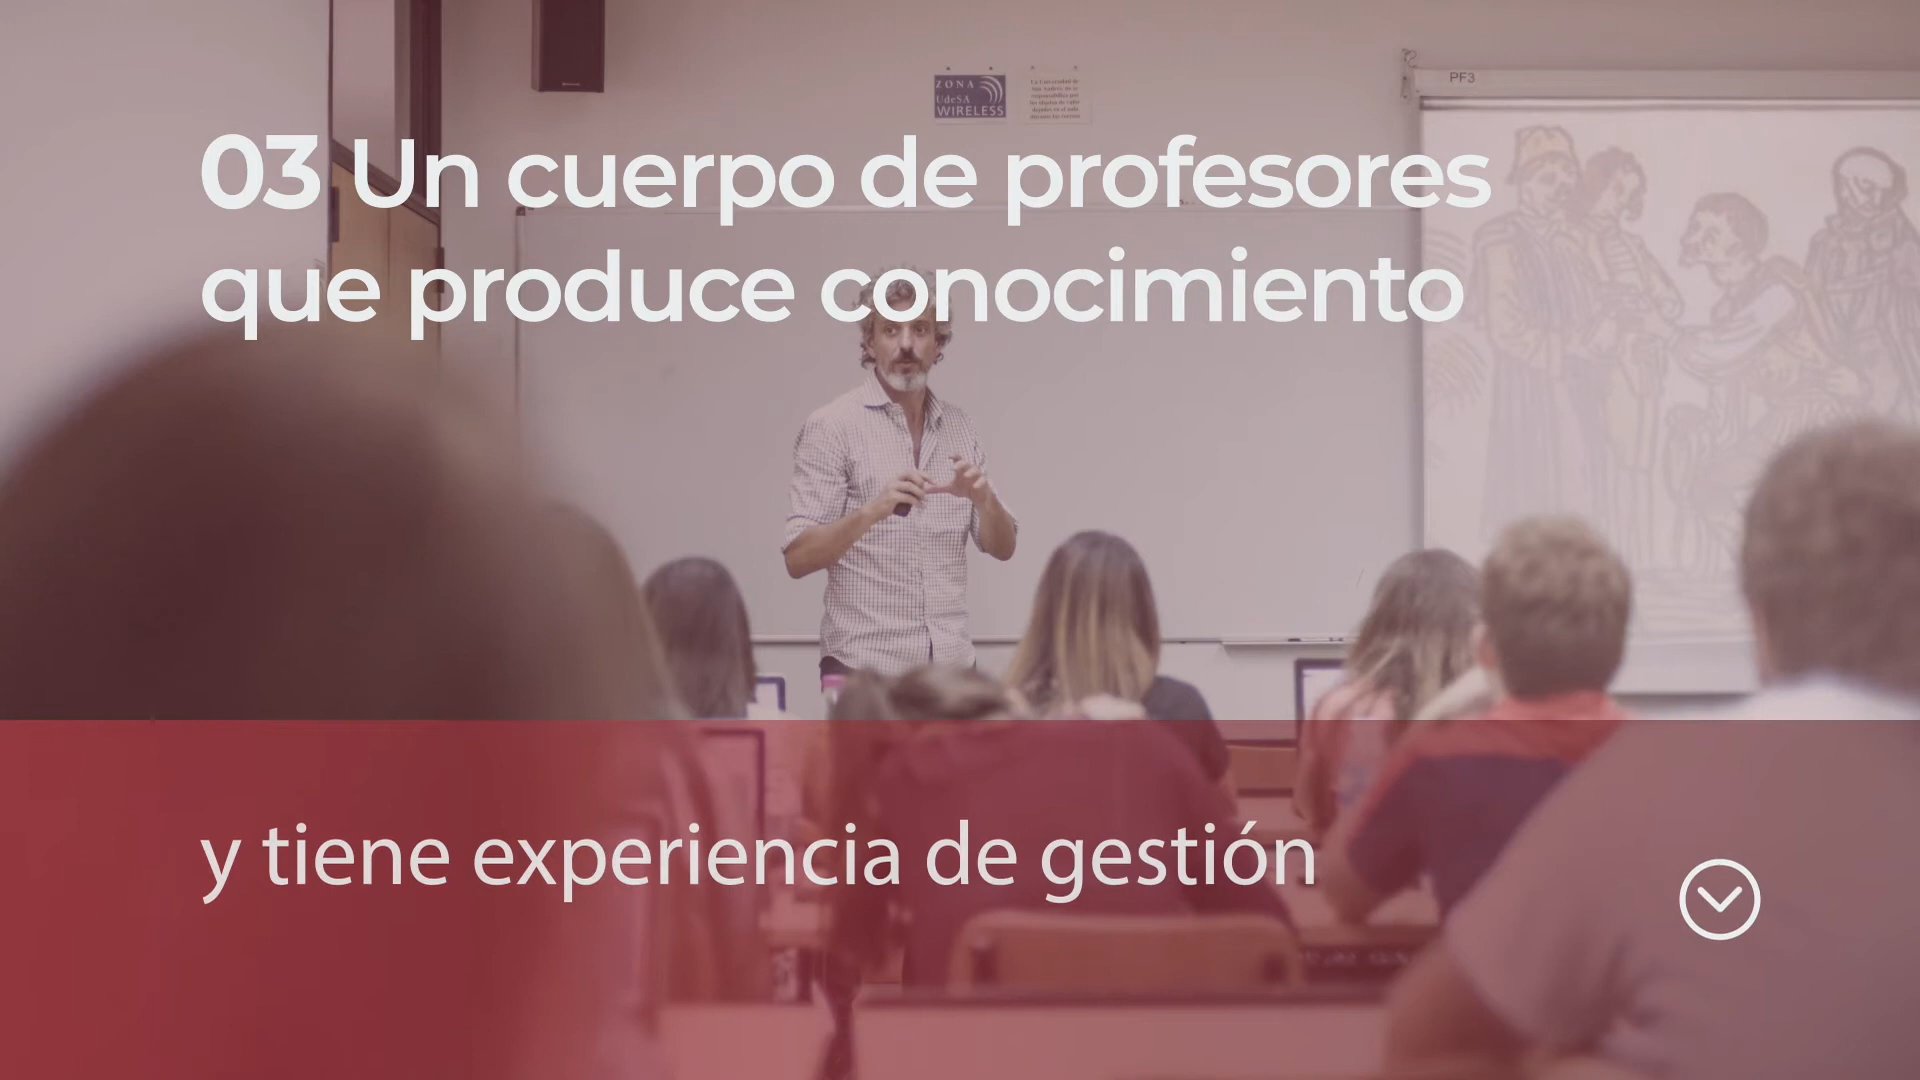 ZONA
UdeSA
WIRELESS
PF3
03 Un cuerpo de profesores
que produce conocimiento
y tiene experiencia de gestión